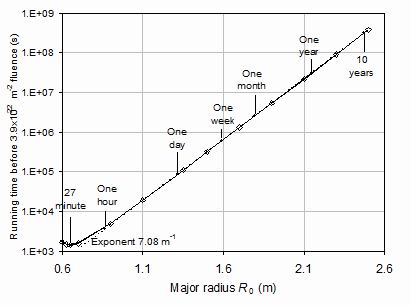 1.E+09
1.E+08
1.E+07
1.E+06
1.E+05
1.E+04
1.E+03
Running time before 3.9×10²² m⁻² fluence (s)
One
year
10
years
One
month
One
week
One
day
27
minute
One
hour
Exponent 7.08 m⁻¹
0.6 1.1 1.6 2.1 2.6
Major radius R₀ (m)